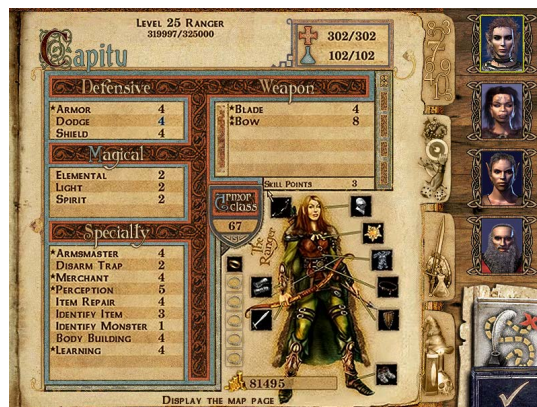 Capitu
Level 25 Ranger
319997/325000
302/302
102/102
Defensive
*Armor 4
Dodge 4
Shield 4
Magical
Elemental 2
Light 2
Spirit 2
Specialty
*Armsmaster 4
Disarm Trap 2
*Merchant 4
*Perception 5
Item Repair 4
Identify Item 3
Identify Monster 1
Body Building 4
*Learning 4
Weapon
*Blade 4
*Bow 8
Skill Points 3
Armor
Class
67
The
Ranger
81495
Display the map page